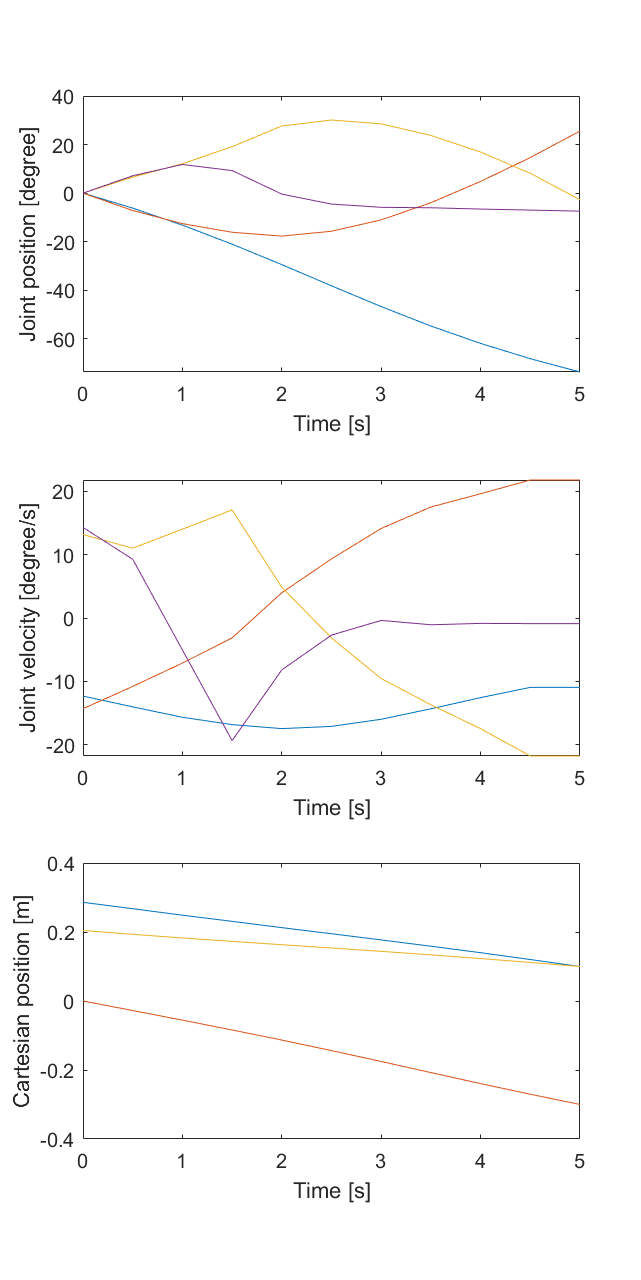 40
20
0
-20
-40
-60
0 1 2 3 4 5
Time [s]
Joint position [degree]
20
10
0
-10
-20
0 1 2 3 4 5
Time [s]
Joint velocity [degree/s]
0.4
0.2
0
-0.2
-0.4
0 1 2 3 4 5
Time [s]
Cartesian position [m]